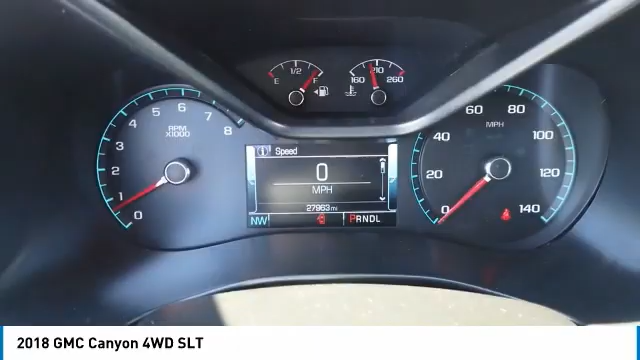 1/2
E F
210
160 260
RPM
X1000
0 1 2 3 4 5 6 7 8
Speed
0
MPH
27963 mi
NW PRNDL
MPH
0 20 40 60 80 100 120 140
2018 GMC Canyon 4WD SLT